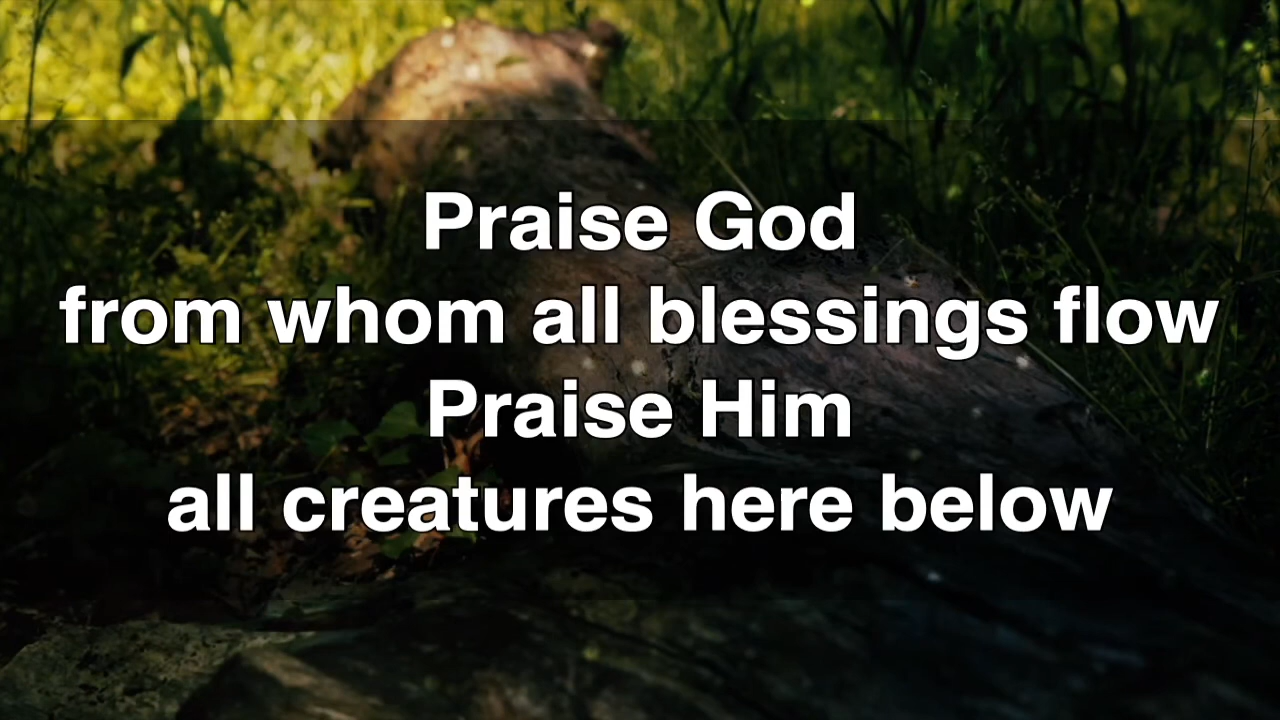 Praise God
from whom all blessings flow
Praise Him
all creatures here below